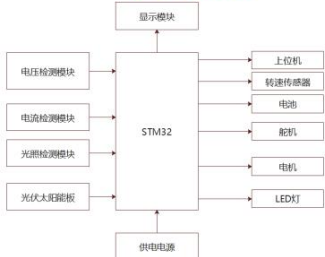 显示模块
电压检测模块
电流检测模块
光照检测模块
光伏太阳能板
STM32
上位机
转速传感器
电池
舵机
电机
LED灯
供电电源